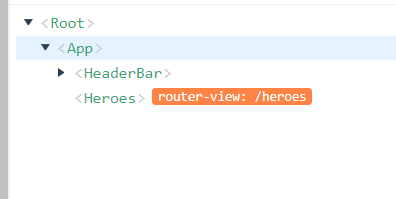 <Root>
<App>
<HeaderBar>
<Heroes> router-view: /heroes